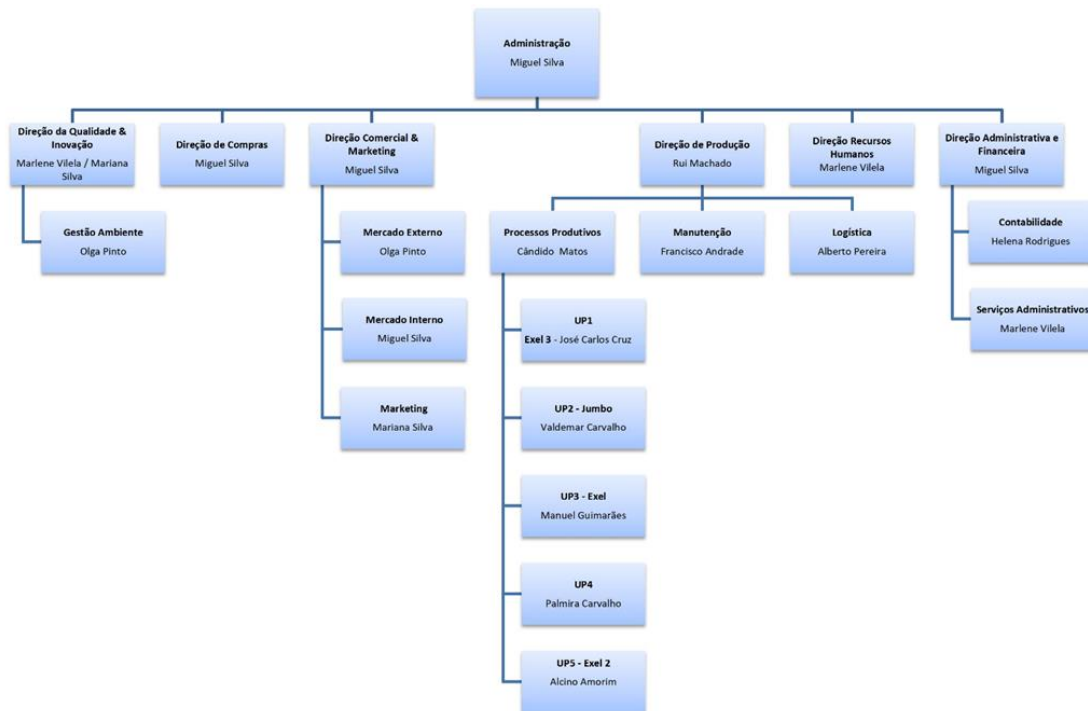 Administração
Miguel Silva
Direção da Qualidade &
Inovação
Marlene Vilela / Mariana
Silva
Direção de Compras
Miguel Silva
Direção Comercial &
Marketing
Miguel Silva
Direção de Produção
Rui Machado
Direção Recursos
Humanos
Marlene Vilela
Direção Administrativa e
Financeira
Miguel Silva
Gestão Ambiente
Olga Pinto
Mercado Externo
Olga Pinto
Mercado Interno
Miguel Silva
Marketing
Mariana Silva
Processos Produtivos
Cândido Matos
Manutenção
Francisco Andrade
Logística
Alberto Pereira
Contabilidade
Helena Rodrigues
Serviços Administrativos
Marlene Vilela
UP1
Exel 3 - José Carlos Cruz
UP2 - Jumbo
Valdemar Carvalho
UP3 - Exel
Manuel Guimarães
UP4
Palmira Carvalho
UP5 - Exel 2
Alcino Amorim